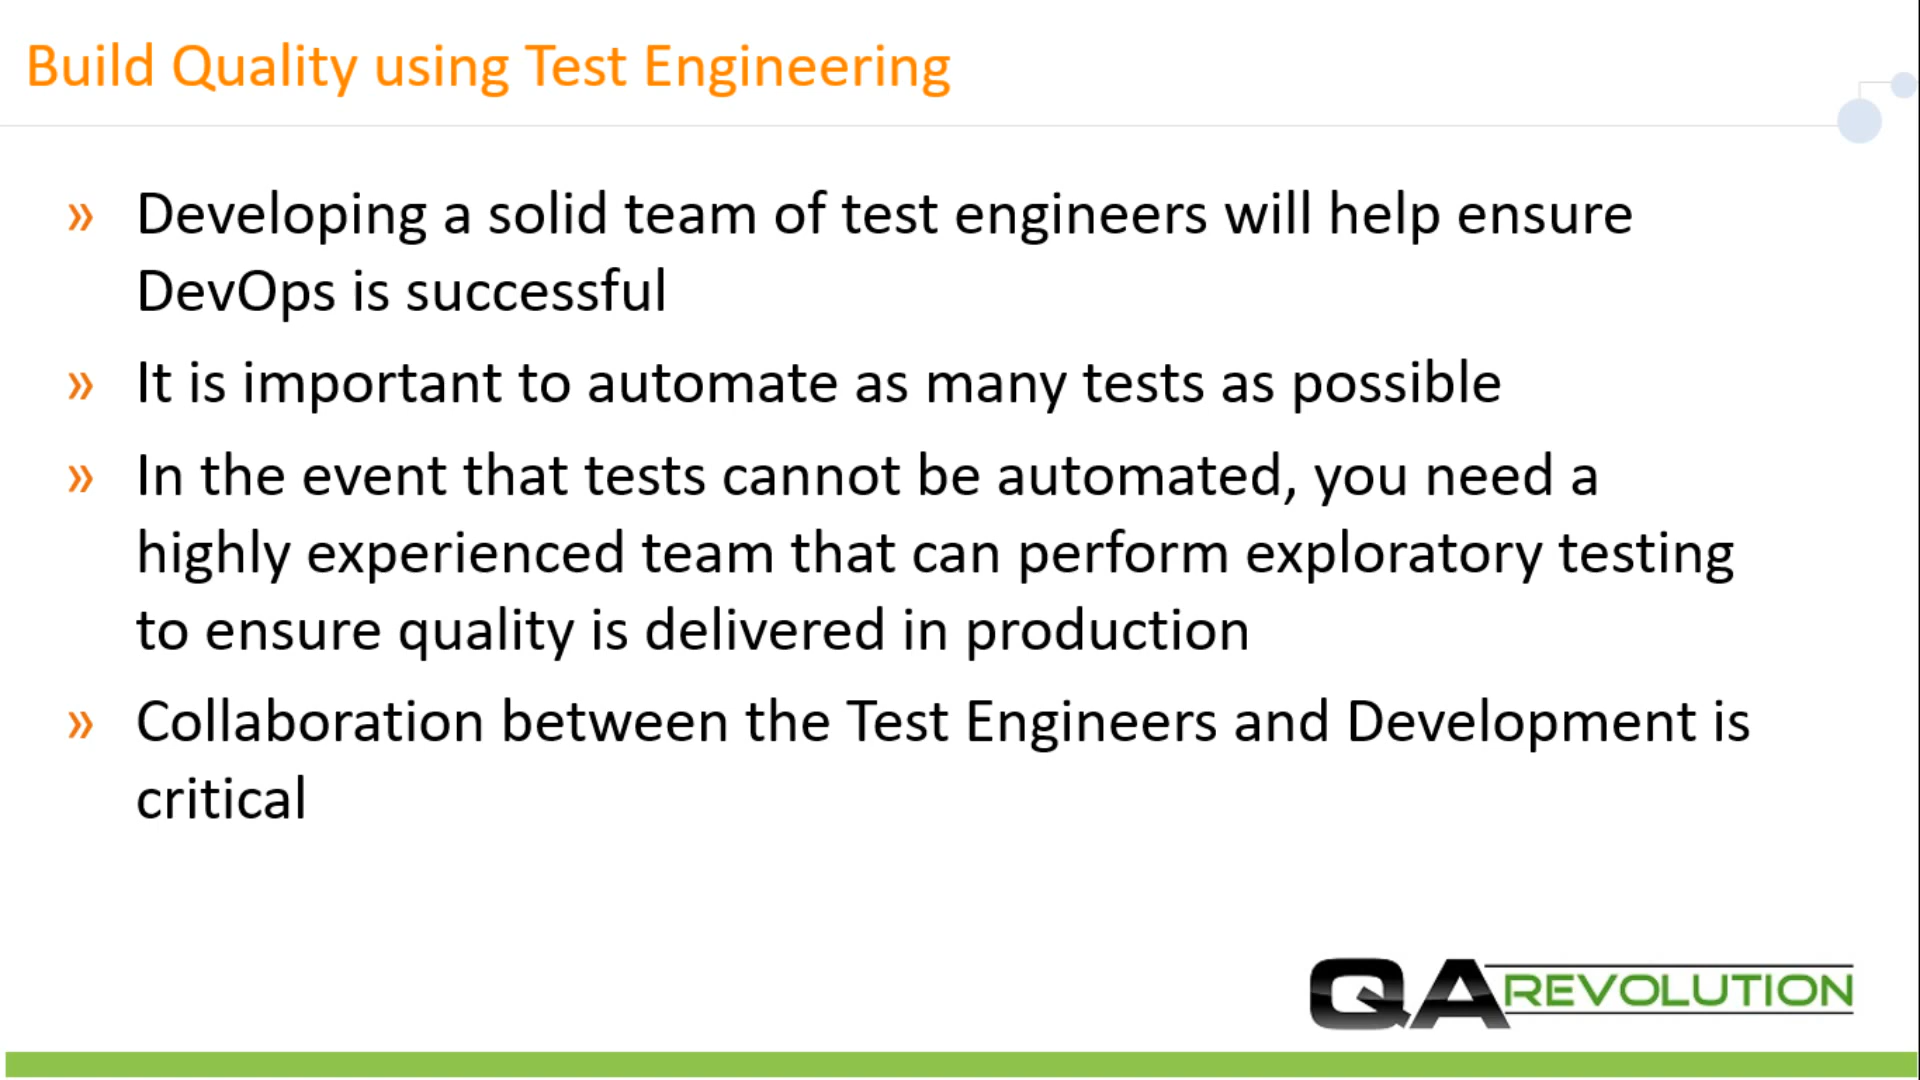 Build Quality using Test Engineering
» Developing a solid team of test engineers will help ensure
DevOps is successful
» It is important to automate as many tests as possible
» In the event that tests cannot be automated, you need a
highly experienced team that can perform exploratory testing
to ensure quality is delivered in production
» Collaboration between the Test Engineers and Development is
critical
QA REVOLUTION